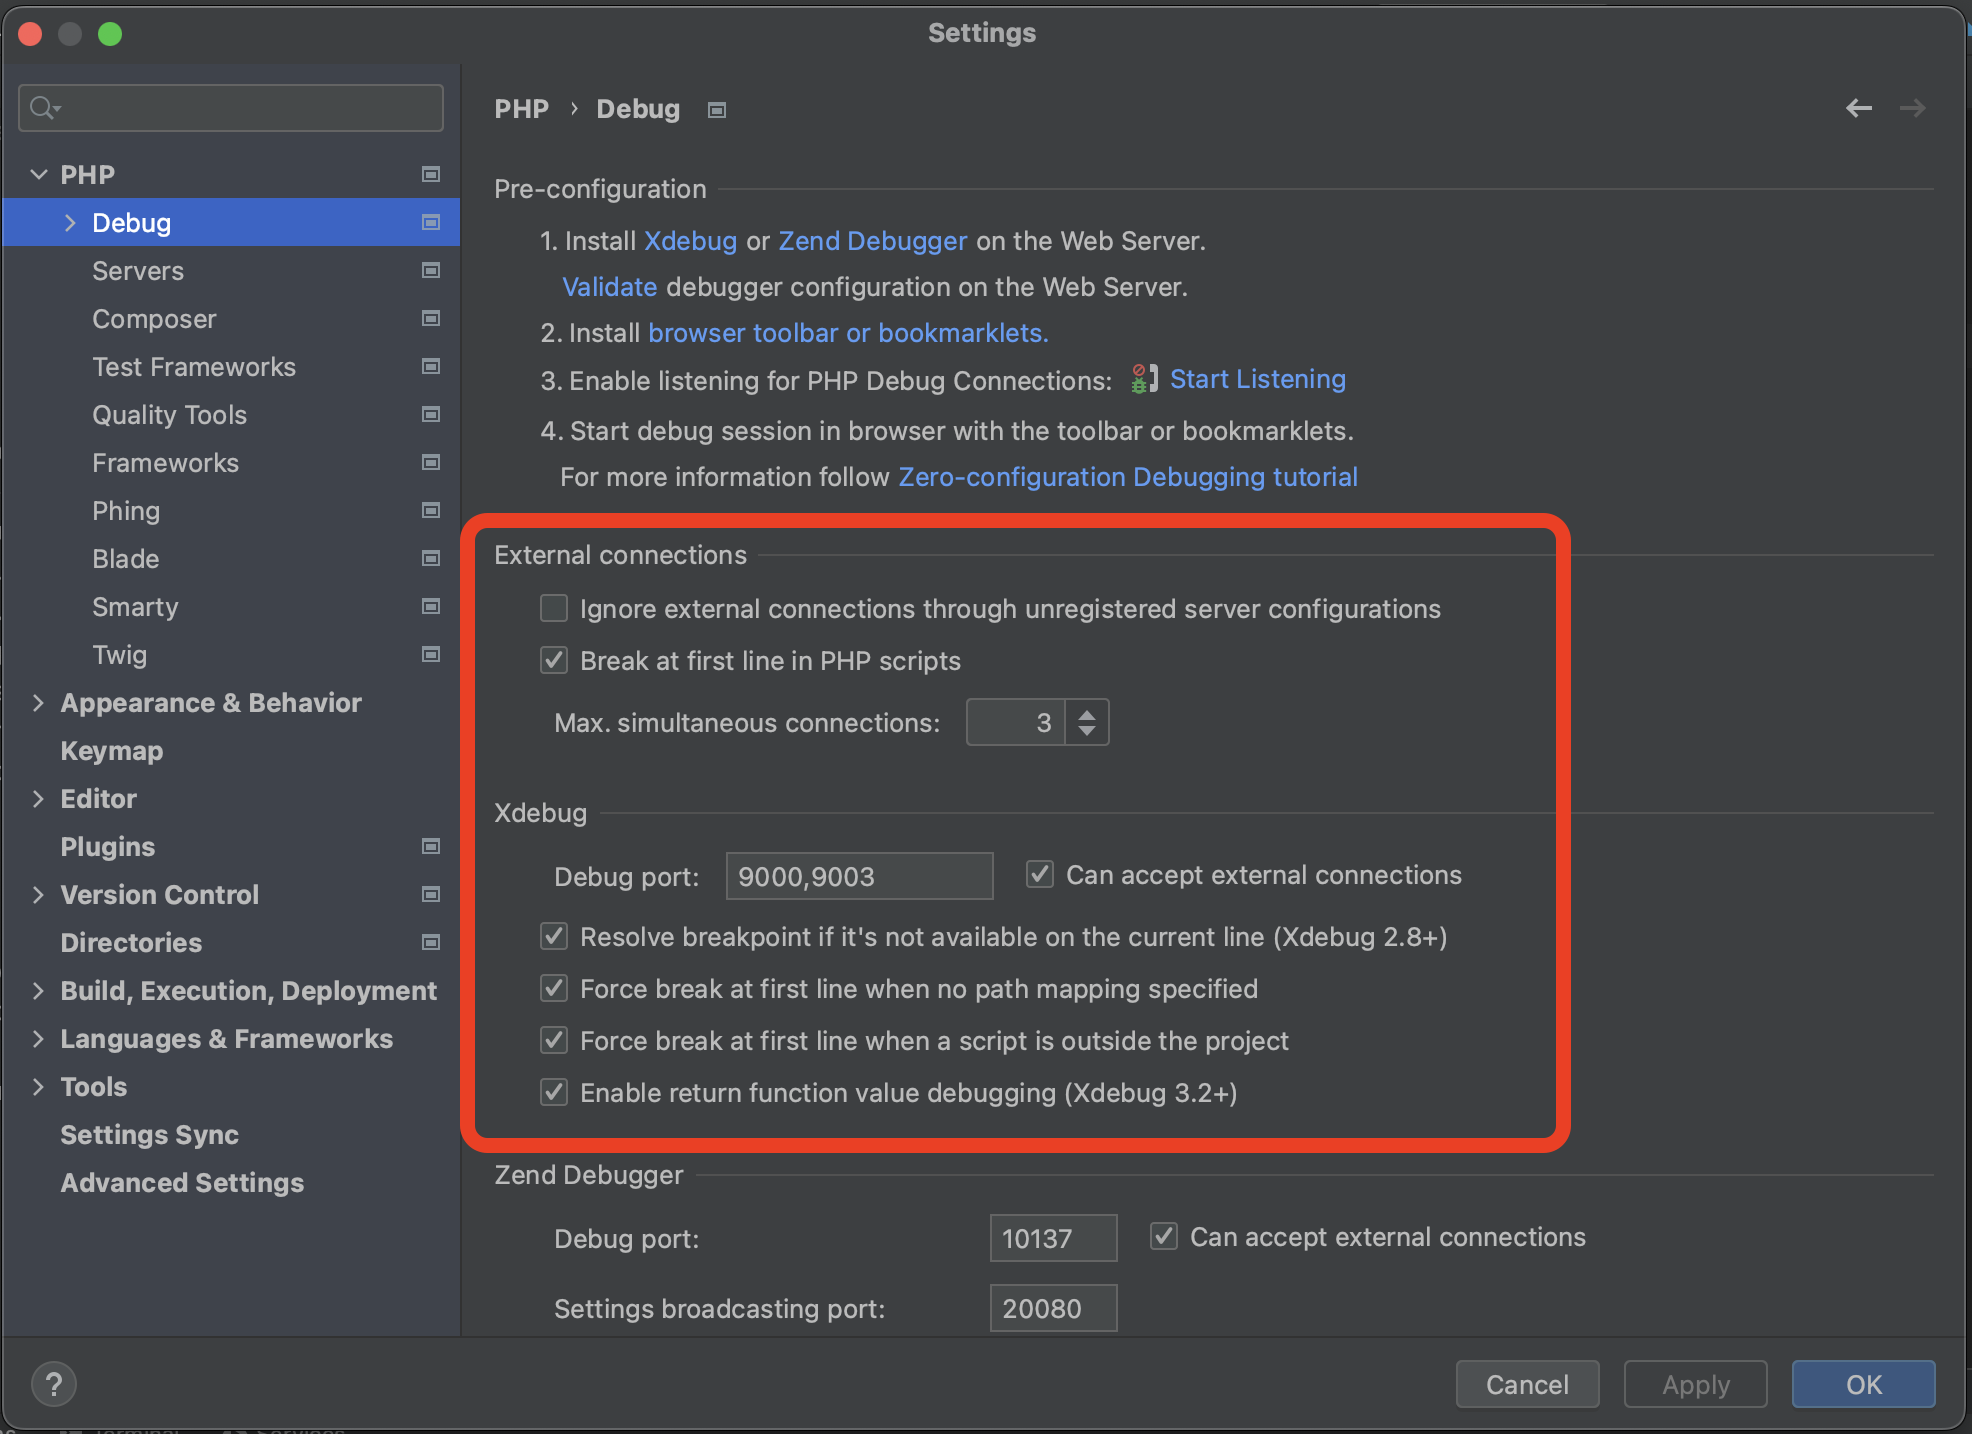 Settings
PHP
Debug
Servers
Composer
Test Frameworks
Quality Tools
Frameworks
Phing
Blade
Smarty
Twig
Appearance & Behavior
Keymap
Editor
Plugins
Version Control
Directories
Build, Execution, Deployment
Languages & Frameworks
Tools
Settings Sync
Advanced Settings
PHP › Debug
Pre-configuration
1. Install Xdebug or Zend Debugger on the Web Server.
Validate debugger configuration on the Web Server.
2. Install browser toolbar or bookmarklets.
3. Enable listening for PHP Debug Connections: Start Listening
4. Start debug session in browser with the toolbar or bookmarklets.
For more information follow Zero-configuration Debugging tutorial
External connections
Ignore external connections through unregistered server configurations
Break at first line in PHP scripts
Max. simultaneous connections: 3
Xdebug
Debug port: 9000,9003 Can accept external connections
Resolve breakpoint if it's not available on the current line (Xdebug 2.8+)
Force break at first line when no path mapping specified
Force break at first line when a script is outside the project
Enable return function value debugging (Xdebug 3.2+)
Zend Debugger
Debug port: 10137 Can accept external connections
Settings broadcasting port: 20080
? Cancel Apply OK